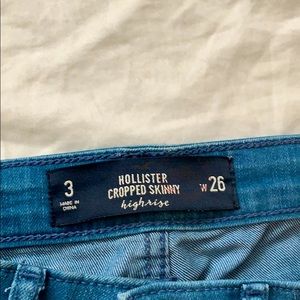 3
MADE IN
CHINA
HOLLISTER
CROPPED SKINNY
highrise
W 26